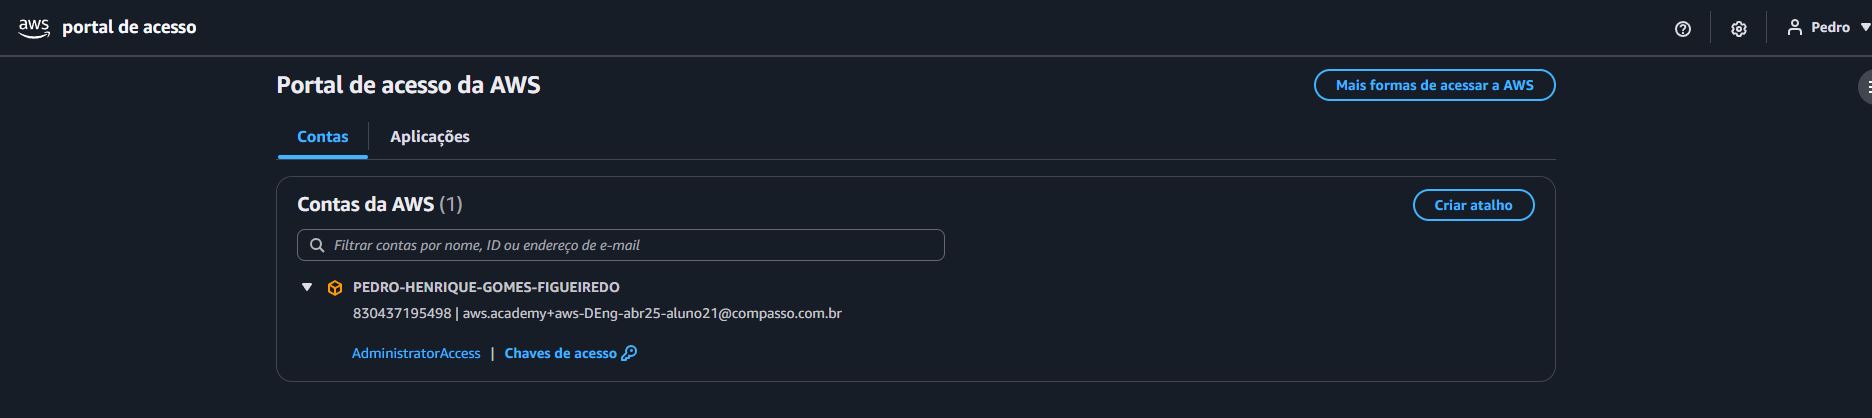 aws portal de acesso
Pedro
Portal de acesso da AWS
Mais formas de acessar a AWS
Contas
Aplicações
Contas da AWS (1)
Criar atalho
Filtrar contas por nome, ID ou endereço de e-mail
PEDRO-HENRIQUE-GOMES-FIGUEIREDO
830437195498 | aws.academy+aws-DEng-abr25-aluno21@compasso.com.br
AdministratorAccess | Chaves de acesso